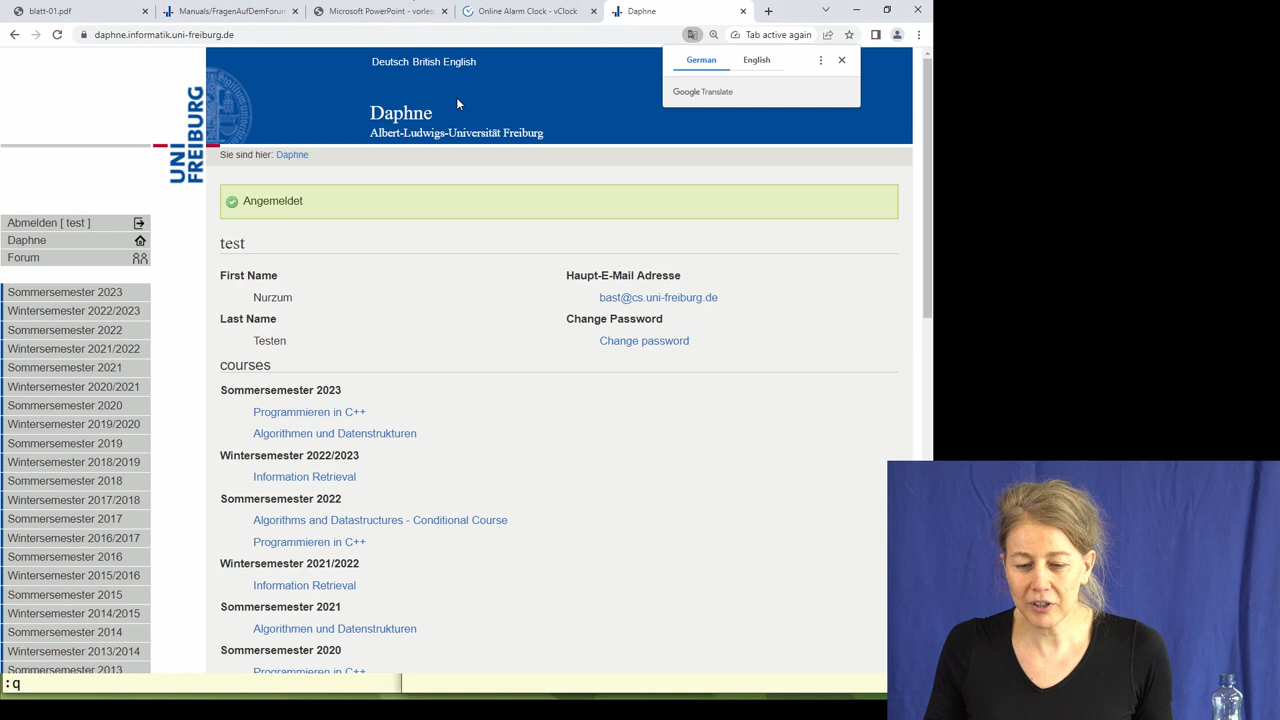 blatt-01.pdf
Manuals/FragenAufDemForum
Microsoft PowerPoint - vorles
Online Alarm Clock - vClock
Daphne
daphne.informatik.uni-freiburg.de
Tab active again
German
English
Google Translate
Deutsch British English
Daphne
Albert-Ludwigs-Universität Freiburg
UNI
FREIBURG
Sie sind hier: Daphne
Angemeldet
Abmelden [ test ]
Daphne
Forum
Sommersemester 2023
Wintersemester 2022/2023
Sommersemester 2022
Wintersemester 2021/2022
Sommersemester 2021
Wintersemester 2020/2021
Sommersemester 2020
Wintersemester 2019/2020
Sommersemester 2019
Wintersemester 2018/2019
Sommersemester 2018
Wintersemester 2017/2018
Sommersemester 2017
Wintersemester 2016/2017
Sommersemester 2016
Wintersemester 2015/2016
Sommersemester 2015
Wintersemester 2014/2015
Sommersemester 2014
Wintersemester 2013/2014
Sommersemester 2013
test
First Name
Haupt-E-Mail Adresse
Nurzum
bast@cs.uni-freiburg.de
Last Name
Change Password
Testen
Change password
courses
Sommersemester 2023
Programmieren in C++
Algorithmen und Datenstrukturen
Wintersemester 2022/2023
Information Retrieval
Sommersemester 2022
Algorithms and Datastructures - Conditional Course
Programmieren in C++
Wintersemester 2021/2022
Information Retrieval
Sommersemester 2021
Algorithmen und Datenstrukturen
Sommersemester 2020
Programmieren in C++
:q